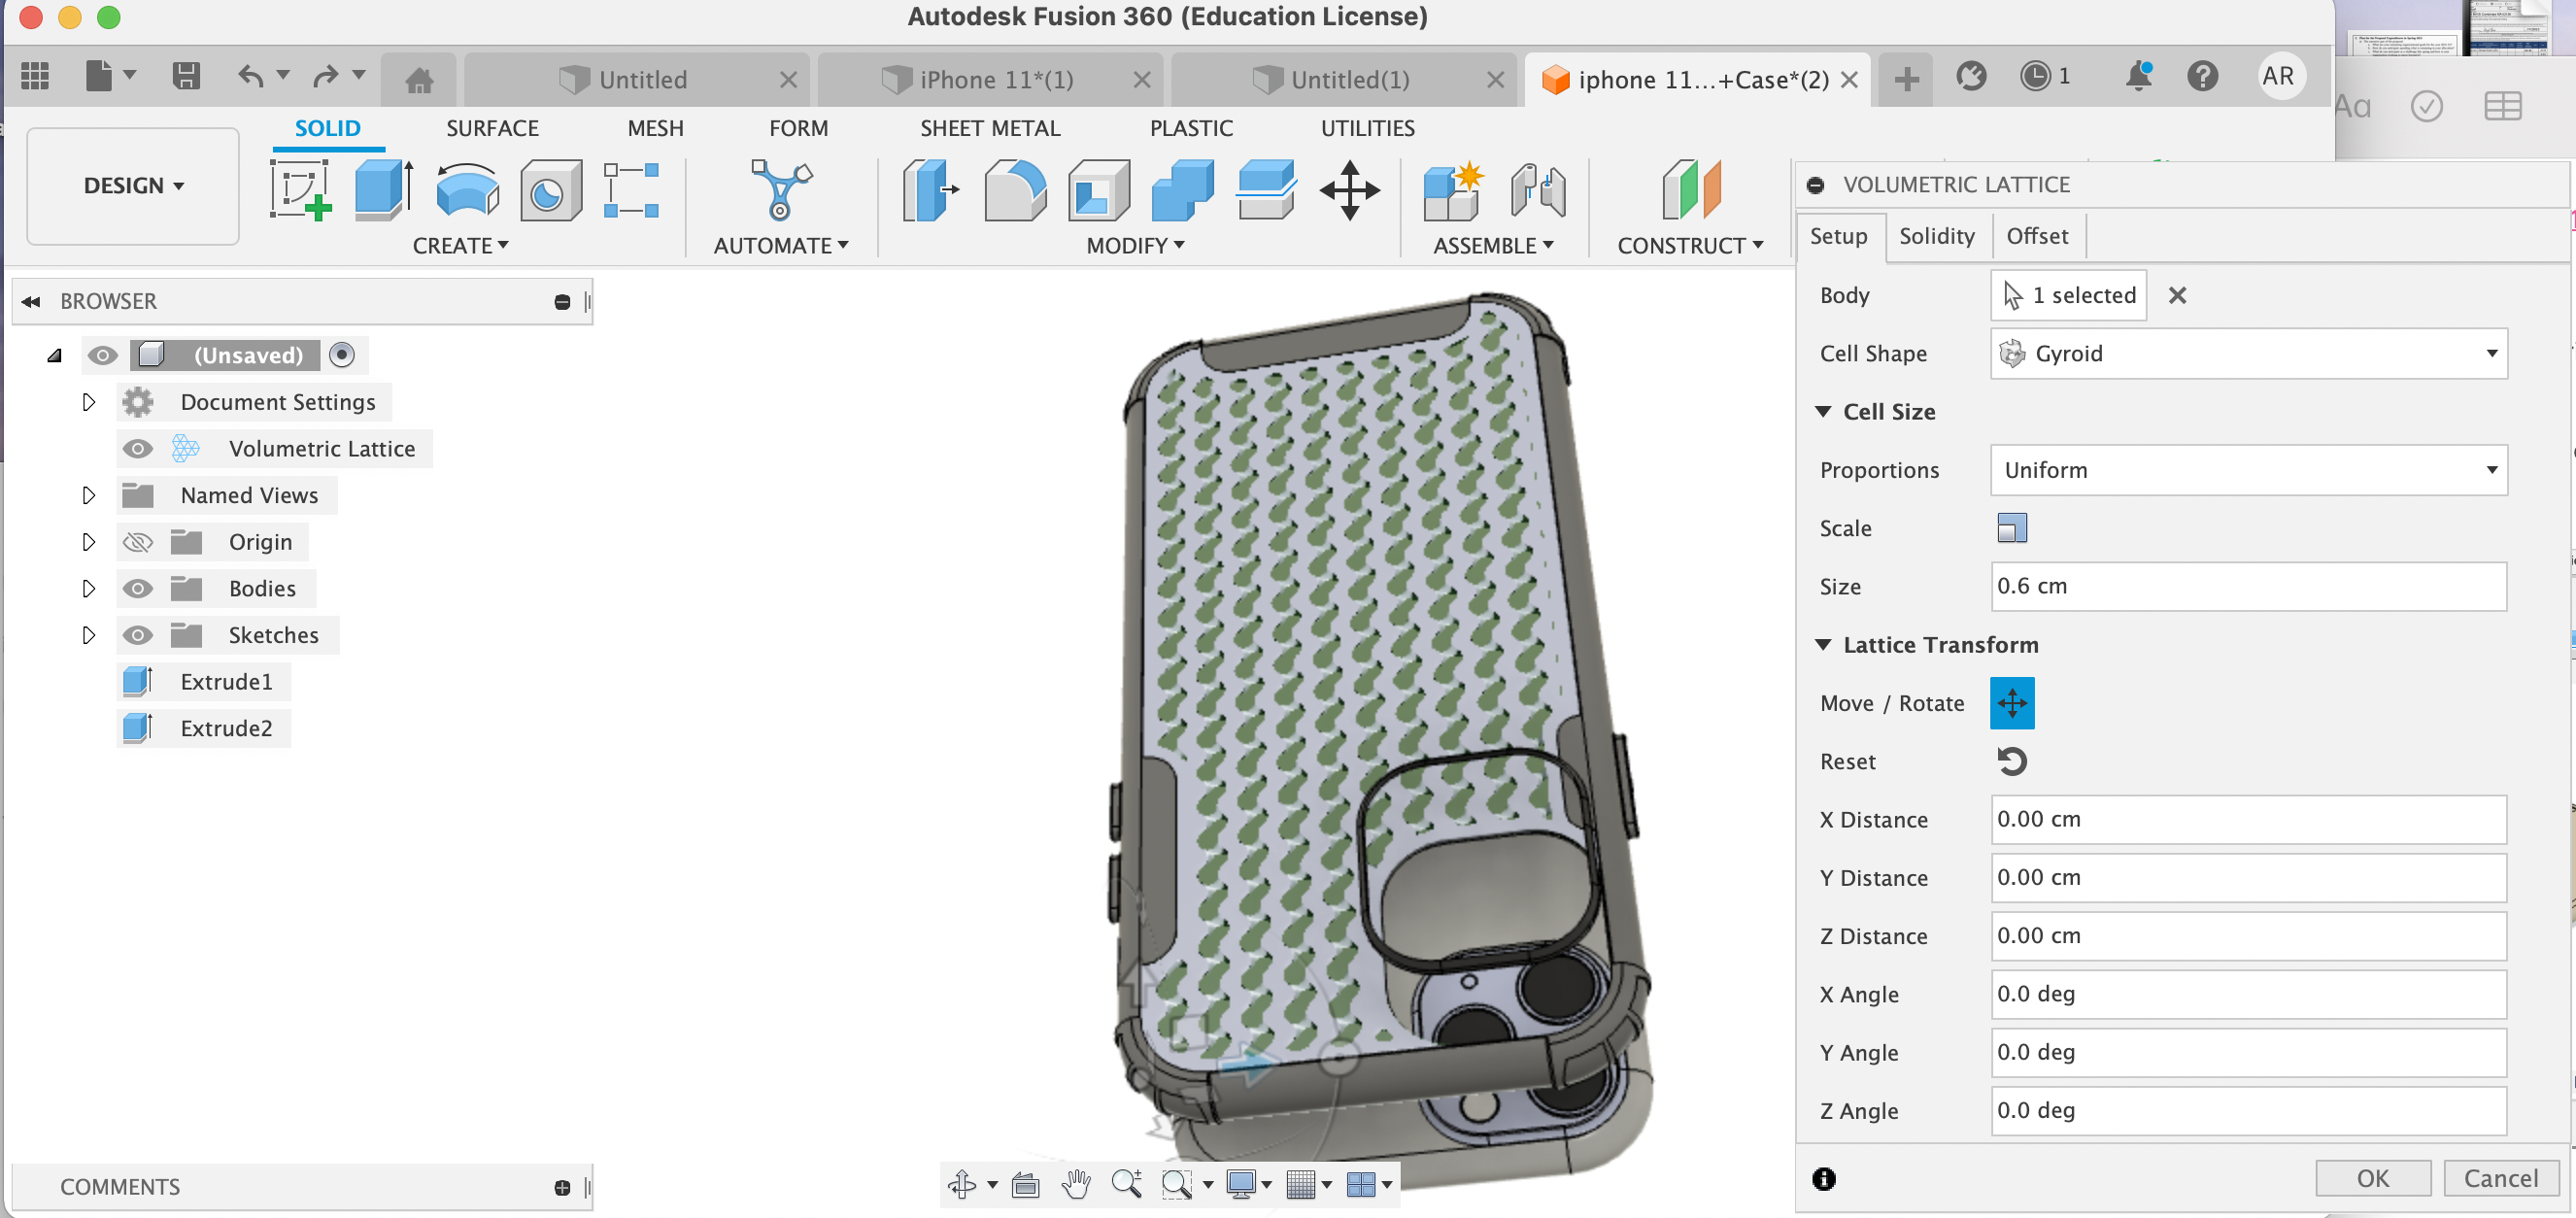 Autodesk Fusion 360 (Education License)
Untitled
iPhone 11*(1)
Untitled(1)
iphone 11...+Case*(2)
1
AR
Aa
DESIGN
SOLID
SURFACE
MESH
FORM
SHEET METAL
PLASTIC
UTILITIES
CREATE
AUTOMATE
MODIFY
ASSEMBLE
CONSTRUCT
BROWSER
(Unsaved)
Document Settings
Volumetric Lattice
Named Views
Origin
Bodies
Sketches
Extrude1
Extrude2
COMMENTS
VOLUMETRIC LATTICE
Setup Solidity Offset
Body 1 selected
Cell Shape Gyroid
Cell Size
Proportions Uniform
Scale
Size 0.6 cm
Lattice Transform
Move / Rotate
Reset
X Distance 0.00 cm
Y Distance 0.00 cm
Z Distance 0.00 cm
X Angle 0.0 deg
Y Angle 0.0 deg
Z Angle 0.0 deg
OK Cancel